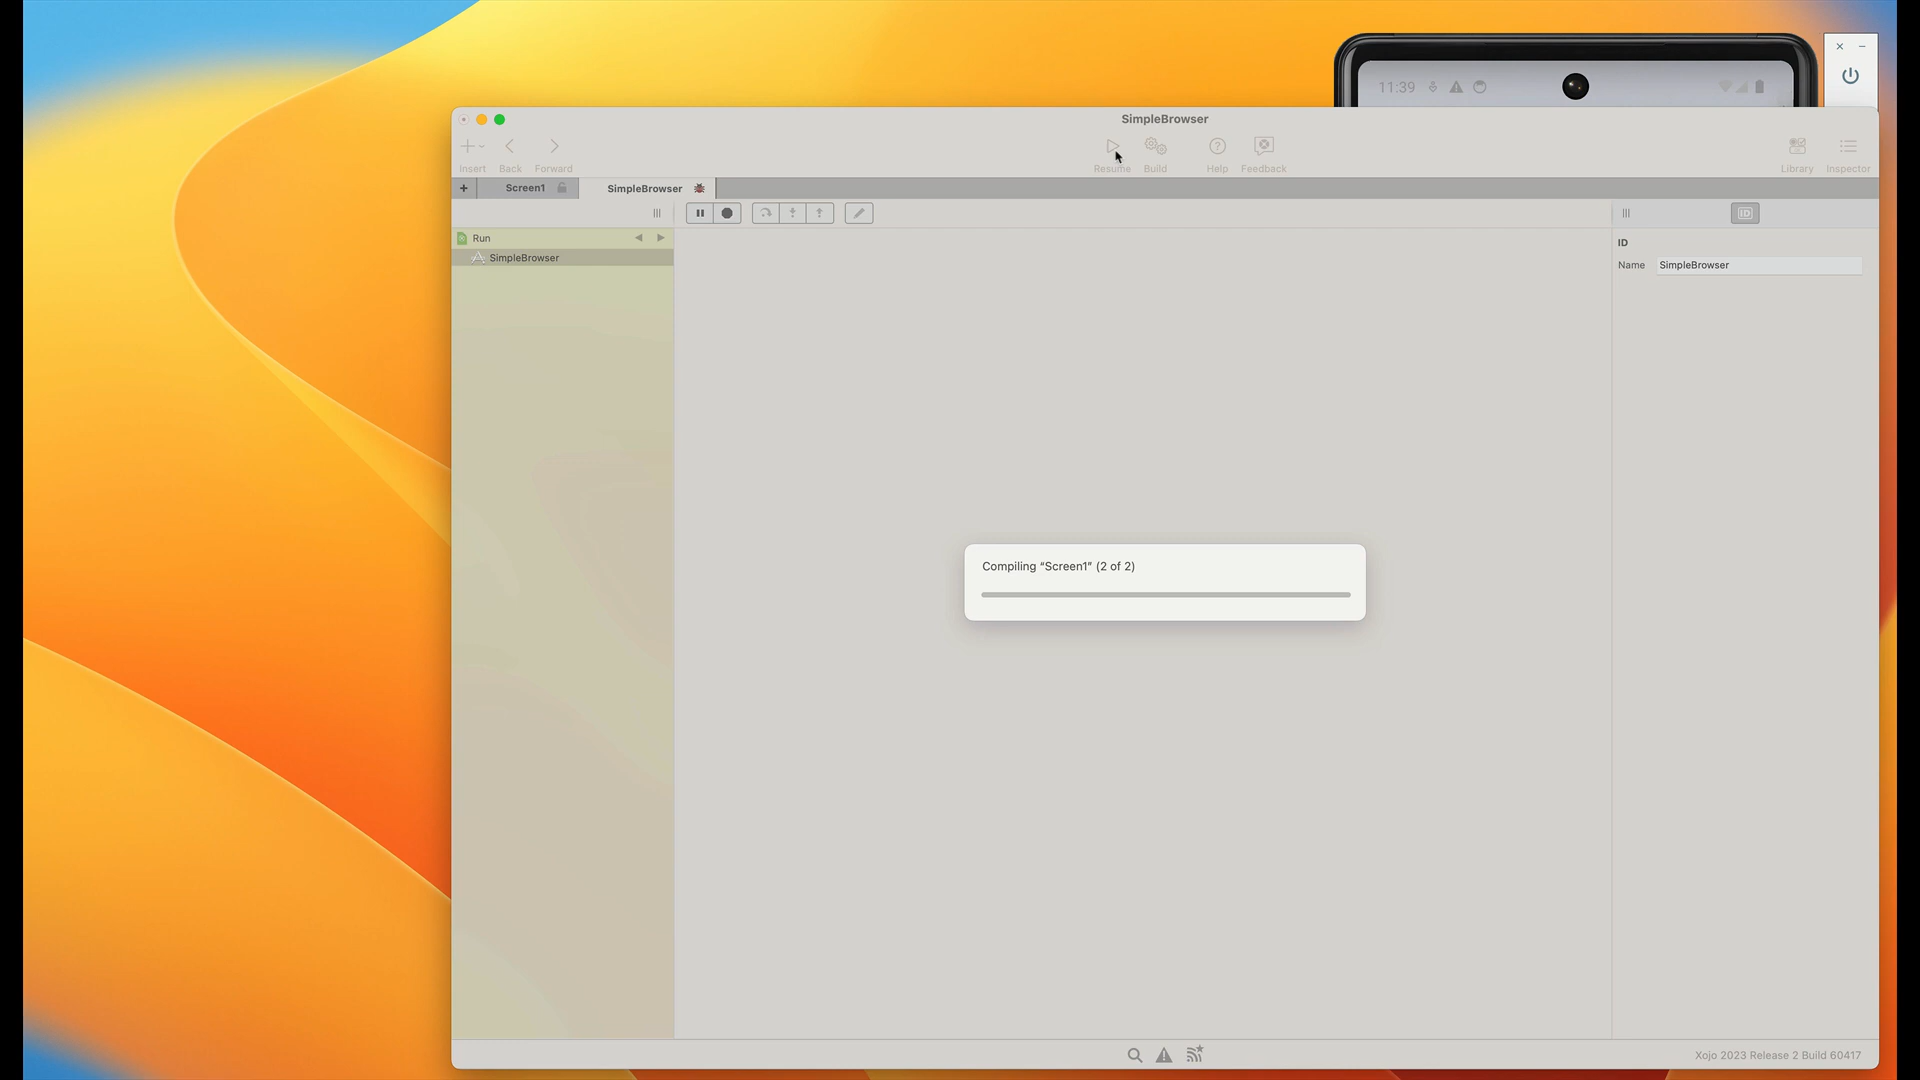 11:39
SimpleBrowser
Insert
Back
Forward
Resume
Build
Help
Feedback
Library
Inspector
Screen1
SimpleBrowser
ID
Run
SimpleBrowser
ID
Name
SimpleBrowser
Compiling “Screen1” (2 of 2)
Xojo 2023 Release 2 Build 60417